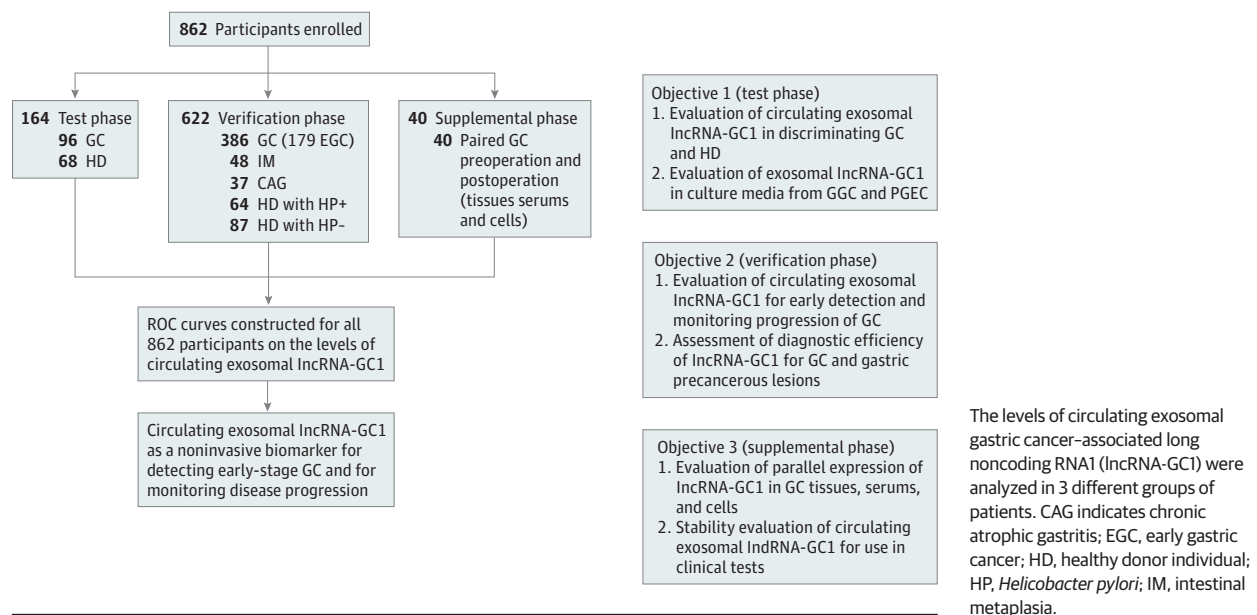 862 Participants enrolled
164 Test phase
96 GC
68 HD
622 Verification phase
386 GC (179 EGC)
48 IM
37 CAG
64 HD with HP+
87 HD with HP-
40 Supplemental phase
40 Paired GC
preoperation and
postoperation
(tissues serums
and cells)
ROC curves constructed for all
862 participants on the levels of
circulating exosomal lncRNA-GC1
Circulating exosomal lncRNA-GC1
as a noninvasive biomarker for
detecting early-stage GC and for
monitoring disease progression
Objective 1 (test phase)
1. Evaluation of circulating exosomal
lncRNA-GC1 in discriminating GC
and HD
2. Evaluation of exosomal lncRNA-GC1
in culture media from GGC and PGEC
Objective 2 (verification phase)
1. Evaluation of circulating exosomal
lncRNA-GC1 for early detection and
monitoring progression of GC
2. Assessment of diagnostic efficiency
of lncRNA-GC1 for GC and gastric
precancerous lesions
Objective 3 (supplemental phase)
1. Evaluation of parallel expression of
lncRNA-GC1 in GC tissues, serums,
and cells
2. Stability evaluation of circulating
exosomal lndRNA-GC1 for use in
clinical tests
The levels of circulating exosomal
gastric cancer–associated long
noncoding RNA1 (lncRNA-GC1) were
analyzed in 3 different groups of
patients. CAG indicates chronic
atrophic gastritis; EGC, early gastric
cancer; HD, healthy donor individual;
HP, Helicobacter pylori; IM, intestinal
metaplasia.